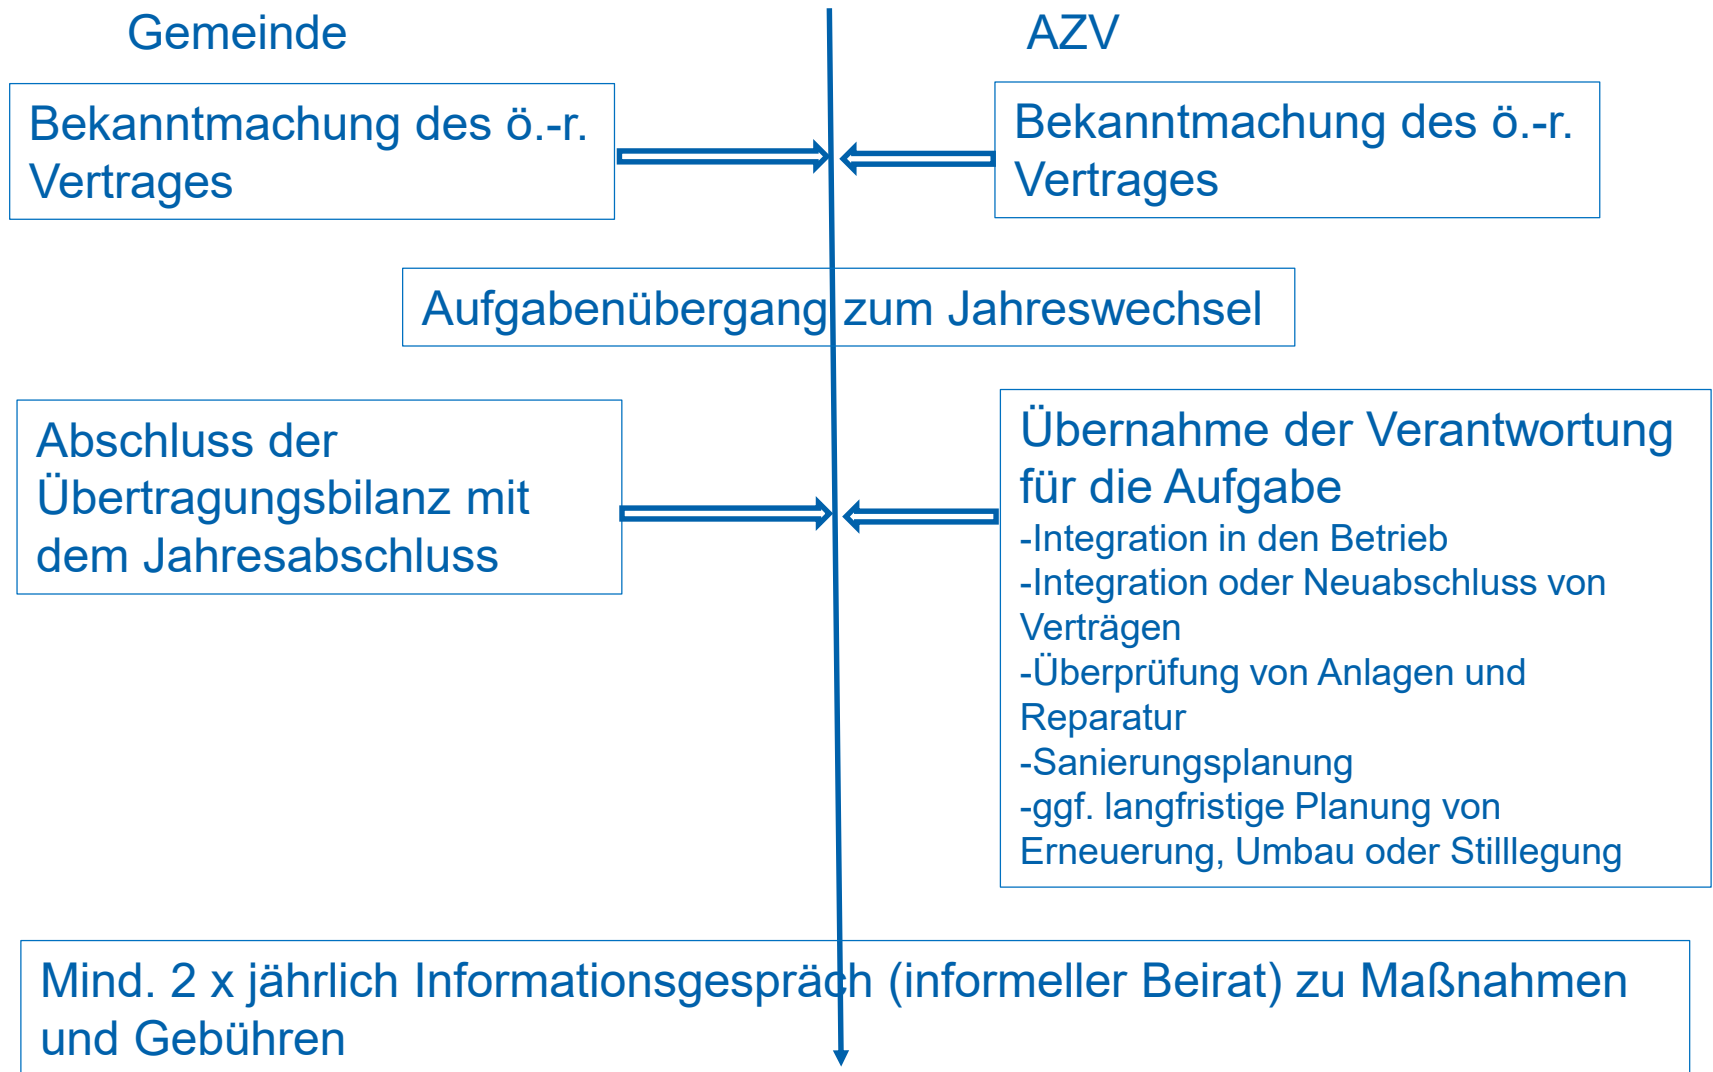 Gemeinde
AZV
Bekanntmachung des ö.-r.
Vertrages
Bekanntmachung des ö.-r.
Vertrages
Aufgabenübergang zum Jahreswechsel
Abschluss der
Übertragungsbilanz mit
dem Jahresabschluss
Übernahme der Verantwortung
für die Aufgabe
-Integration in den Betrieb
-Integration oder Neuabschluss von
Verträgen
-Überprüfung von Anlagen und
Reparatur
-Sanierungsplanung
-ggf. langfristige Planung von
Erneuerung, Umbau oder Stilllegung
Mind. 2 x jährlich Informationsgespräch (informeller Beirat) zu Maßnahmen
und Gebühren